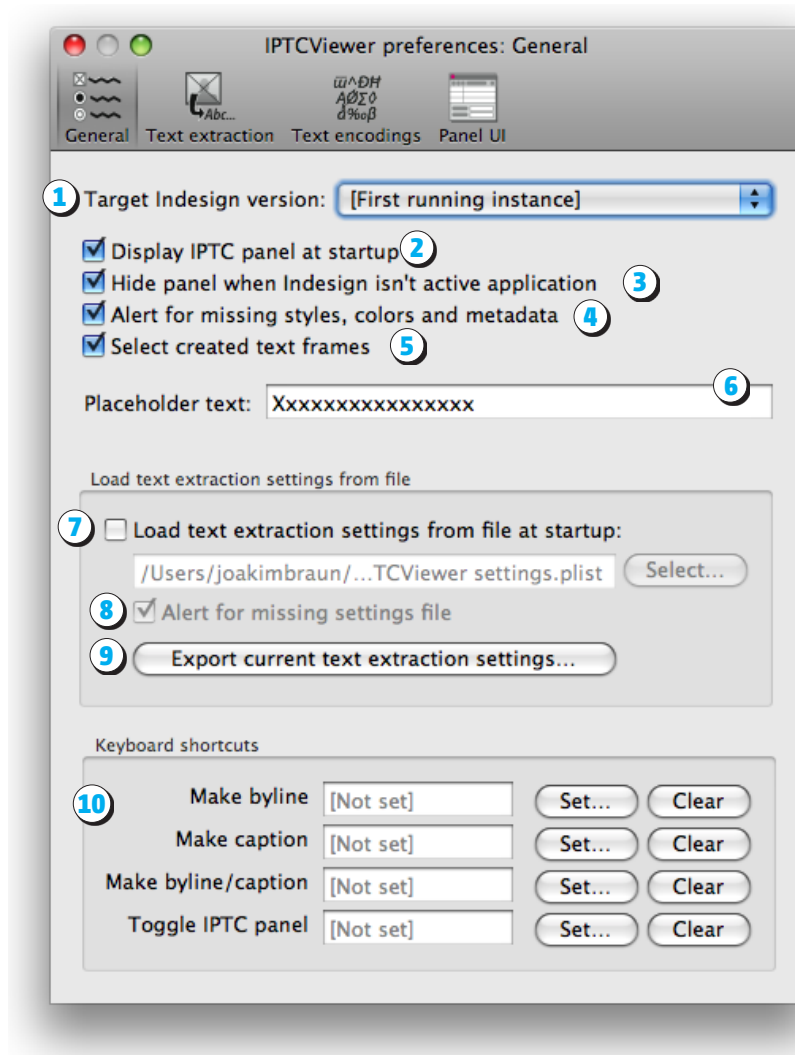 IPTCViewer preferences: General
Abc...
General Text extraction Text encodings Panel UI
1 Target Indesign version: [First running instance]
Display IPTC panel at startup 2
Hide panel when Indesign isn't active application 3
Alert for missing styles, colors and metadata 4
Select created text frames 5
6
Placeholder text: Xxxxxxxxxxxxxxxx
Load text extraction settings from file
7 Load text extraction settings from file at startup:
/Users/joakimbraun/...TCViewer settings.plist Select...
8 Alert for missing settings file
9 Export current text extraction settings...
Keyboard shortcuts
10 Make byline [Not set] Set... Clear
Make caption [Not set] Set... Clear
Make byline/caption [Not set] Set... Clear
Toggle IPTC panel [Not set] Set... Clear